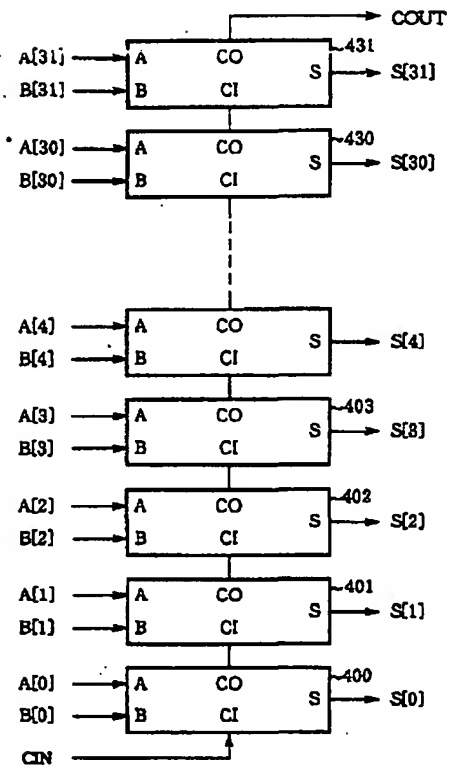 COUT
A[31] A CO 431
S S[31]
B[31] B CI
A[30] A CO 430
S S[30]
B[30] B CI
A[4] A CO
S S[4]
B[4] B CI
A[3] A CO 403
S S[3]
B[3] B CI
A[2] A CO 402
S S[2]
B[2] B CI
A[1] A CO 401
S S[1]
B[1] B CI
A[0] A CO 400
S S[0]
B[0] B CI
CIN